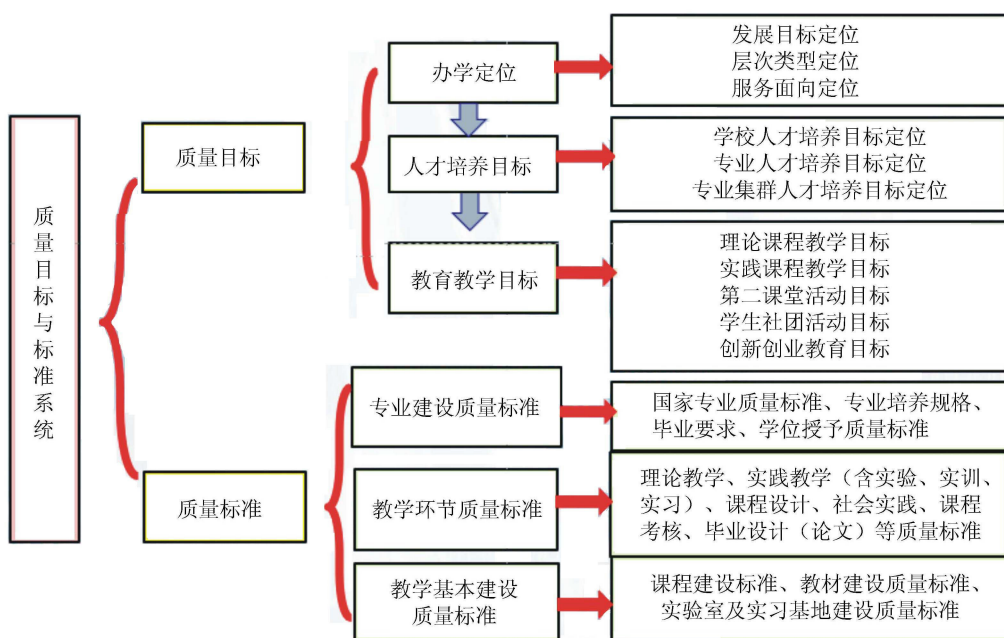 质量目标与标准系统
质量目标
办学定位
发展目标定位
层次类型定位
服务面向定位
人才培养目标
学校人才培养目标定位
专业人才培养目标定位
专业集群人才培养目标定位
教育教学目标
理论课程教学目标
实践课程教学目标
第二课堂活动目标
学生社团活动目标
创新创业教育目标
质量标准
专业建设质量标准
国家专业质量标准、专业培养规格、
毕业要求、学位授予质量标准
教学环节质量标准
理论教学、实践教学（含实验、实训、
实习）、课程设计、社会实践、课程
考核、毕业设计（论文）等质量标准
教学基本建设
质量标准
课程建设标准、教材建设质量标准、
实验室及实习基地建设质量标准